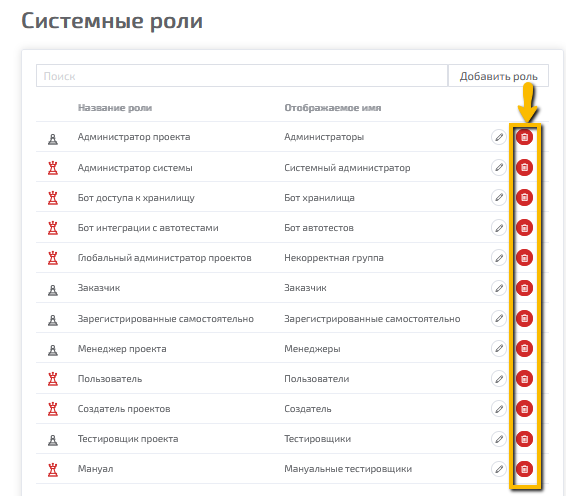 Системные роли
Поиск
Добавить роль
Название роли Отображаемое имя
Администратор проекта Администраторы
Администратор системы Системный администратор
Бот доступа к хранилищу Бот хранилища
Бот интеграции с автотестами Бот автотестов
Глобальный администратор проектов Некорректная группа
Заказчик Заказчик
Зарегистрированные самостоятельно Зарегистрированные самостоятельно
Менеджер проекта Менеджеры
Пользователь Пользователи
Создатель проектов Создатель
Тестировщик проекта Тестировщики
Мануал Мануальные тестировщики